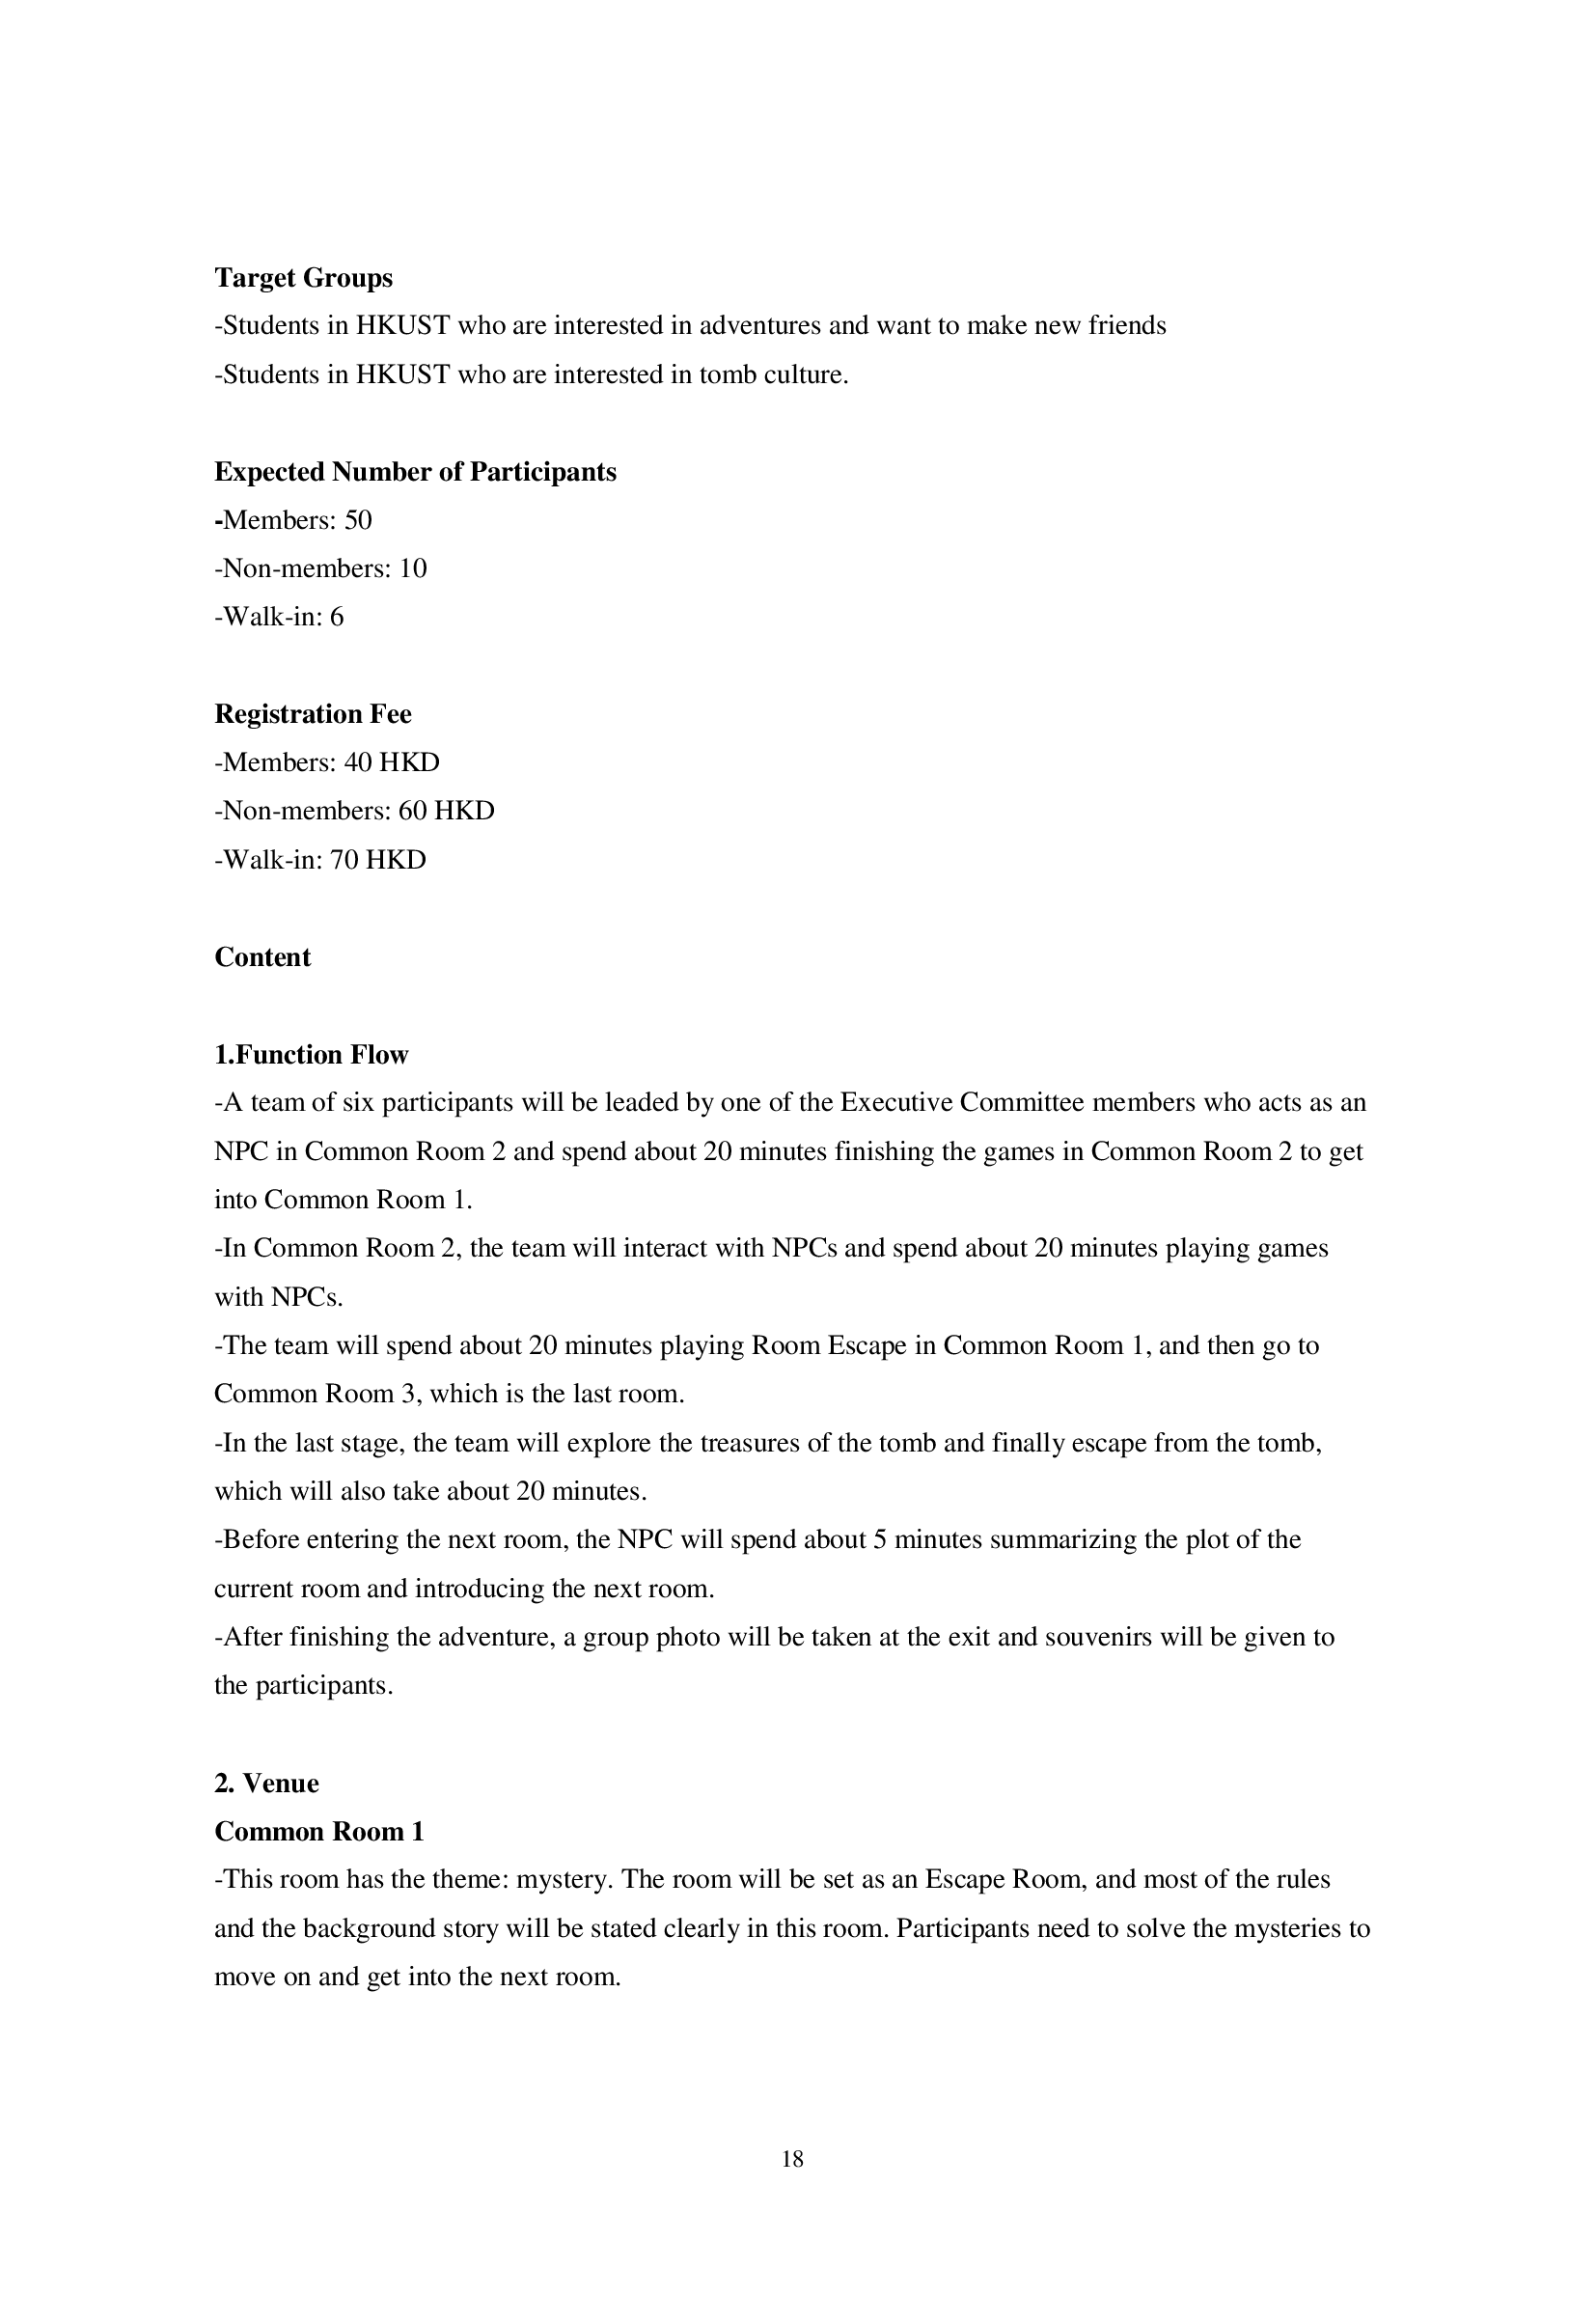 Target Groups
-Students in HKUST who are interested in adventures and want to make new friends
-Students in HKUST who are interested in tomb culture.
Expected Number of Participants
-Members: 50
-Non-members: 10
-Walk-in: 6
Registration Fee
-Members: 40 HKD
-Non-members: 60 HKD
-Walk-in: 70 HKD
Content
1.Function Flow
-A team of six participants will be leaded by one of the Executive Committee members who acts as an
NPC in Common Room 2 and spend about 20 minutes finishing the games in Common Room 2 to get
into Common Room 1.
-In Common Room 2, the team will interact with NPCs and spend about 20 minutes playing games
with NPCs.
-The team will spend about 20 minutes playing Room Escape in Common Room 1, and then go to
Common Room 3, which is the last room.
-In the last stage, the team will explore the treasures of the tomb and finally escape from the tomb,
which will also take about 20 minutes.
-Before entering the next room, the NPC will spend about 5 minutes summarizing the plot of the
current room and introducing the next room.
-After finishing the adventure, a group photo will be taken at the exit and souvenirs will be given to
the participants.
2. Venue
Common Room 1
-This room has the theme: mystery. The room will be set as an Escape Room, and most of the rules
and the background story will be stated clearly in this room. Participants need to solve the mysteries to
move on and get into the next room.
18